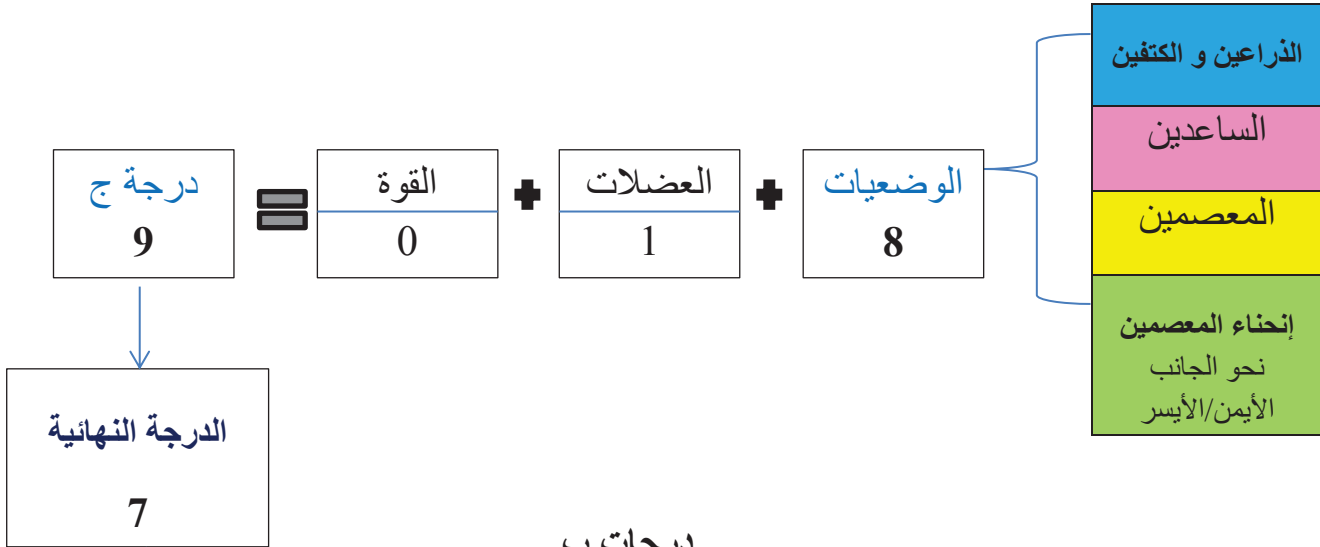 الذراعين و الكتفين
الساعدين
المعصمين
إنحناء المعصمين
نحو الجانب
الأيمن/الأيسر
الوضعيات
8
العضلات
1
القوة
0
درجة ج
9
الدرجة النهائية
7
درجات ب